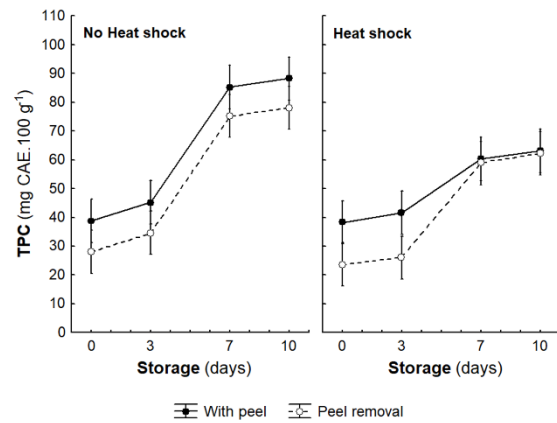 No Heat shock
Heat shock
TPC (mg CAE.100 g⁻¹)
110
100
90
80
70
60
50
40
30
20
10
0
0 3 7 10
0 3 7 10
Storage (days)
Storage (days)
With peel
Peel removal